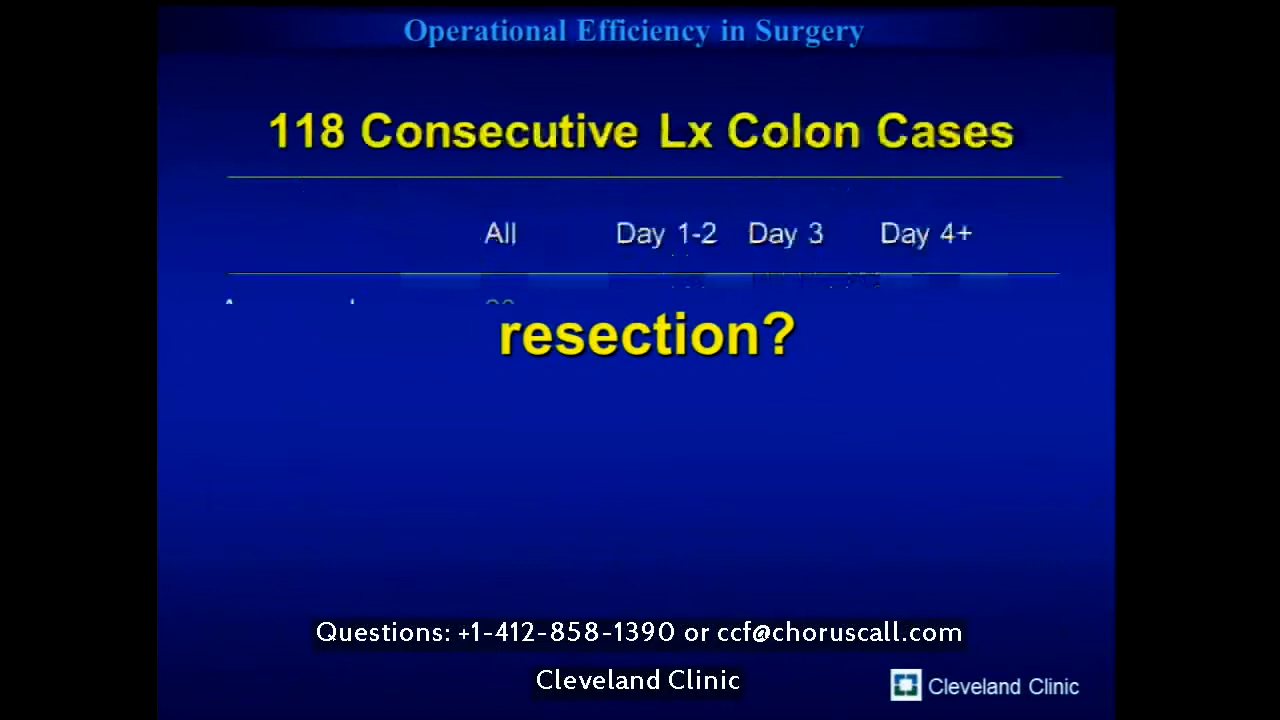 Operational Efficiency in Surgery
118 Consecutive Lx Colon Cases
All Day 1-2 Day 3 Day 4+
resection?
Questions: +1-412-858-1390 or ccf@choruscall.com
Cleveland Clinic
Cleveland Clinic